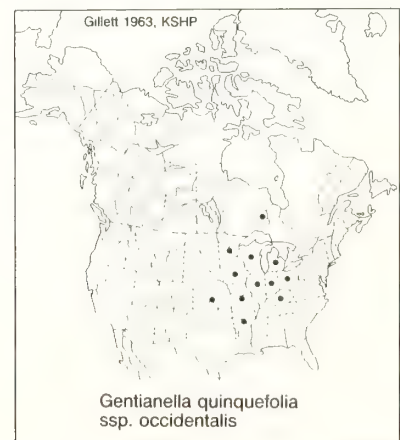 Gillett 1963, KSHP
Gentianella quinquefolia
ssp. occidentalis